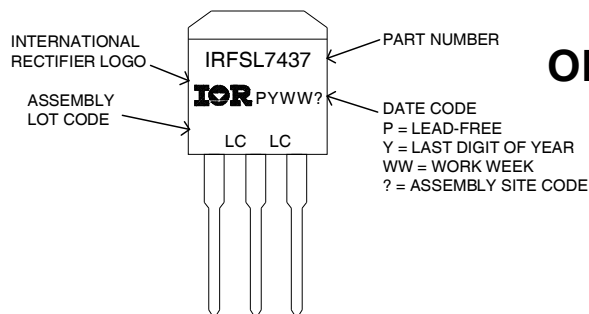 INTERNATIONAL
RECTIFIER LOGO
ASSEMBLY
LOT CODE
IRFSL7437
IOR PYWW?
LC LC
PART NUMBER
DATE CODE
P = LEAD-FREE
Y = LAST DIGIT OF YEAR
WW = WORK WEEK
? = ASSEMBLY SITE CODE